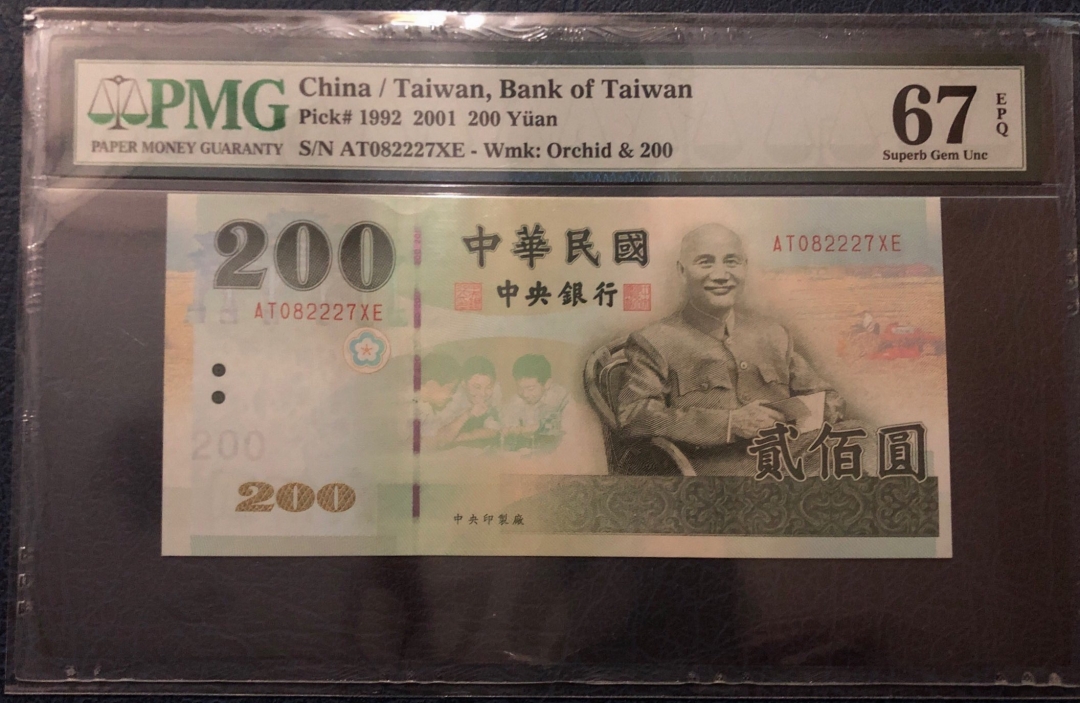 PMG
PAPER MONEY GUARANTY
China / Taiwan, Bank of Taiwan
Pick# 1992 2001 200 Yüan
S/N AT082227XE - Wmk: Orchid & 200
67
EPQ
Superb Gem Unc
200
中華民國
AT082227XE
中央銀行
AT082227XE
200
貳佰圓
200
中央印製廠